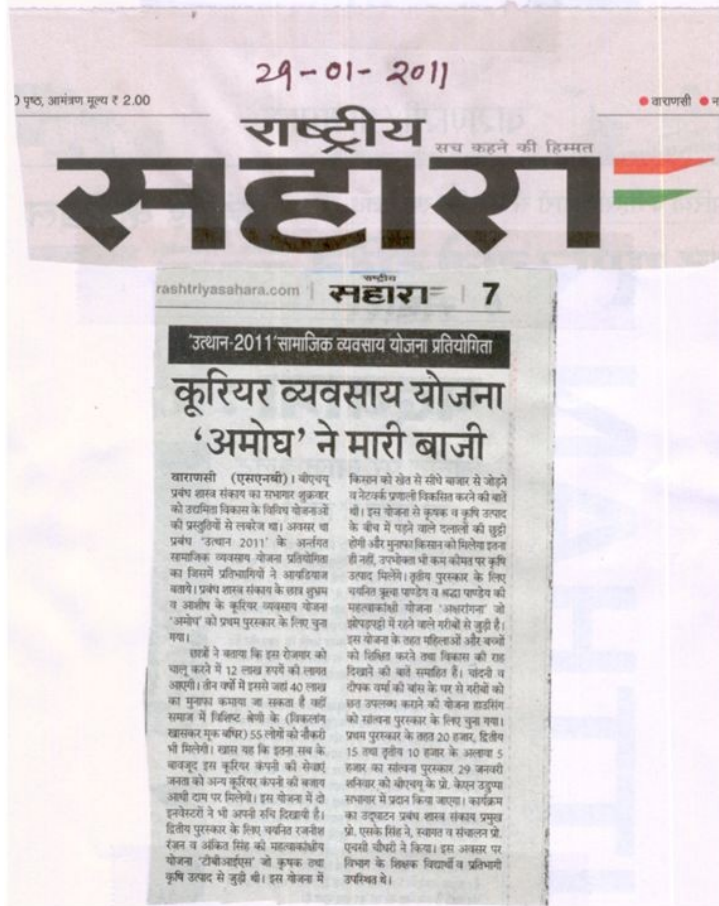 29-01-2011
0 पृष्ठ, आमंत्रण मूल्य ₹ 2.00
वाराणसी
राष्ट्रीय
सच कहने की हिम्मत
सहारा
rashtriyasahara.com | राष्ट्रीय सहारा | 7
'उत्थान-2011' सामाजिक व्यवसाय योजना प्रतियोगिता
कूरियर व्यवसाय योजना
'अमोघ' ने मारी बाजी
वाराणसी (एसएनबी)। बीएचयू
प्रबंध शास्त्र संकाय का सभागार शुक्रवार
को उद्यमिता विकास के विविध योजनाओं
की प्रस्तुतियों से लबरेज था। अवसर था
प्रबंध 'उत्थान 2011' के अर्न्तगत
सामाजिक व्यवसाय योजना प्रतियोगिता
का जिसमें प्रतिभागियों ने आयडियाज
बताये। प्रबंध शास्त्र संकाय के छात्र शुभम
व आशीष के कूरियर व्यवसाय योजना
'अमोघ' को प्रथम पुरस्कार के लिए चुना
गया।
छात्रों ने बताया कि इस रोजगार को
चालू करने में 12 लाख रुपये की लागत
आएगी। तीन वर्षों में इससे जहां 40 लाख
का मुनाफा कमाया जा सकता है वहीं
समाज में विशिष्ट श्रेणी के (विकलांग
खासकर मूक बधिर) 55 लोगों को नौकरी
भी मिलेगी। खास यह कि इतना सब के
बावजूद इस कूरियर कंपनी की सेवाएं
जनता को अन्य कूरियर कंपनी की बजाय
आधी दाम पर मिलेगी। इस योजना में दो
इनवेस्टरों ने भी अपनी रुचि दिखायी है।
द्वितीय पुरस्कार के लिए चयनित रजनीश
रंजन व अंकित सिंह की महत्वाकांक्षीय
योजना 'टीबीआईएस' जो कृषक तथा
कृषि उत्पाद से जुड़ी थी। इस योजना में
किसान को खेत से सीधे बाजार से जोड़ने
व नेटवर्क प्रणाली विकसित करने की बातें
थी। इस योजना से कृषक व कृषि उत्पाद
के बीच में पड़ने वाले दलालों की छुट्टी
होगी और मुनाफा किसान को मिलेगा इतना
ही नहीं, उपभोक्ता भी कम कीमत पर कृषि
उत्पाद मिलेंगे। तृतीय पुरस्कार के लिए
चयनित ऋत्वा पाण्डेय व श्रद्धा पाण्डेय की
महत्वाकांक्षी योजना 'अक्षरांगना' जो
झोपड़पट्टी में रहने वाले गरीबों से जुड़ी है।
इस योजना के तहत महिलाओं और बच्चों
को शिक्षित करने तथा विकास की राह
दिखाने की बातें समाहित हैं। चांदनी व
दीपक वर्मा की बांस के घर से गरीबों को
छत उपलब्ध कराने की योजना हाउसिंग
को सांत्वना पुरस्कार के लिए चुना गया।
प्रथम पुरस्कार के तहत 20 हजार, द्वितीय
15 तथा तृतीय 10 हजार के अलावा 5
हजार का सांत्वना पुरस्कार 29 जनवरी
शनिवार को बीएचयू के प्रो. केएन उडुप्पा
सभागार में प्रदान किया जाएगा। कार्यक्रम
का उद्घाटन प्रबंध शास्त्र संकाय प्रमुख
प्रो. एसके सिंह ने, स्वागत व संचालन प्रो.
एचसी चौधरी ने किया। इस अवसर पर
विभाग के शिक्षक विद्यार्थी व प्रतिभागी
उपस्थित थे।